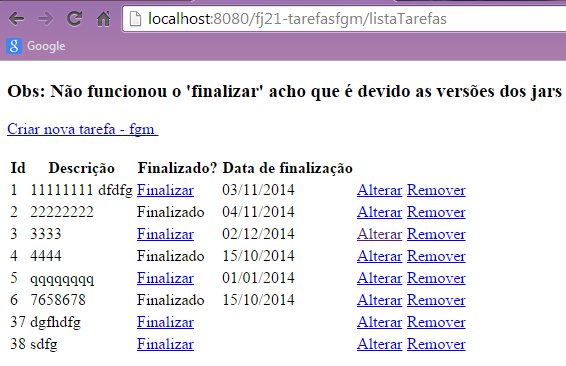 localhost:8080/fj21-tarefasfgm/listaTarefas
Google
Obs: Não funcionou o 'finalizar' acho que é devido as versões dos jars
Criar nova tarefa - fgm
Id Descrição Finalizado? Data de finalização
1 11111111 dfdfg Finalizar 03/11/2014 Alterar Remover
2 22222222 Finalizado 04/11/2014 Alterar Remover
3 3333 Finalizar 02/12/2014 Alterar Remover
4 4444 Finalizado 15/10/2014 Alterar Remover
5 qqqqqqqq Finalizar 01/01/2014 Alterar Remover
6 7658678 Finalizado 15/10/2014 Alterar Remover
37 dgfhdfg Finalizar Alterar Remover
38 sdfg Finalizar Alterar Remover